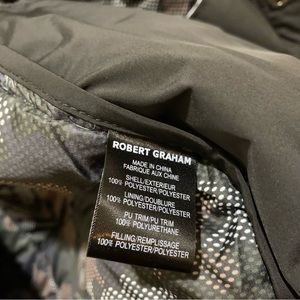 ROBERT GRAHAM
MADE IN CHINA
FABRIQUE AUX CHINE
SHELL/EXTERIEUR
100% POLYESTER/POLYESTER
LINING/DOUBLURE
100% POLYESTER/POLYESTER
PU TRIM/PU TRIM
100% POLYURETHANE
FILLING/REMPLISSAGE
100% POLYESTER/POLYESTER